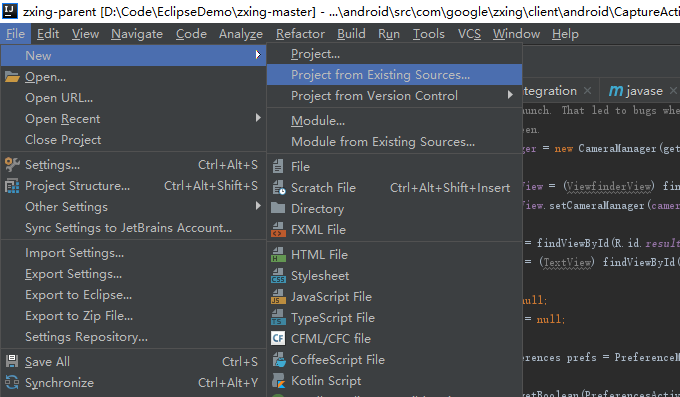 zxing-parent [D:\Code\EclipseDemo\zxing-master] - ...\android\src\com\google\zxing\client\android\CaptureActi
File Edit View Navigate Code Analyze Refactor Build Run Tools VCS Window Help
New
Open...
Open URL...
Open Recent
Close Project
Settings... Ctrl+Alt+S
Project Structure... Ctrl+Alt+Shift+S
Other Settings
Sync Settings to JetBrains Account...
Import Settings...
Export Settings...
Export to Eclipse...
Export to Zip File...
Settings Repository...
Save All Ctrl+S
Synchronize Ctrl+Alt+Y
Project...
Project from Existing Sources...
Project from Version Control
Module...
Module from Existing Sources...
File
Scratch File Ctrl+Alt+Shift+Insert
Directory
FXML File
HTML File
Stylesheet
JavaScript File
TypeScript File
CFML/CFC file
CoffeeScript File
Kotlin Script
ntegration javase
unch. That led to bugs whe
en.
ger = new CameraManager(get
View = (ViewfinderView) fin
View.setCameraManager(camer
= findViewById(R.id.result
= (TextView) findViewById(
null;
= null;
erences prefs = PreferenceM
getBoolean(PreferencesActiv